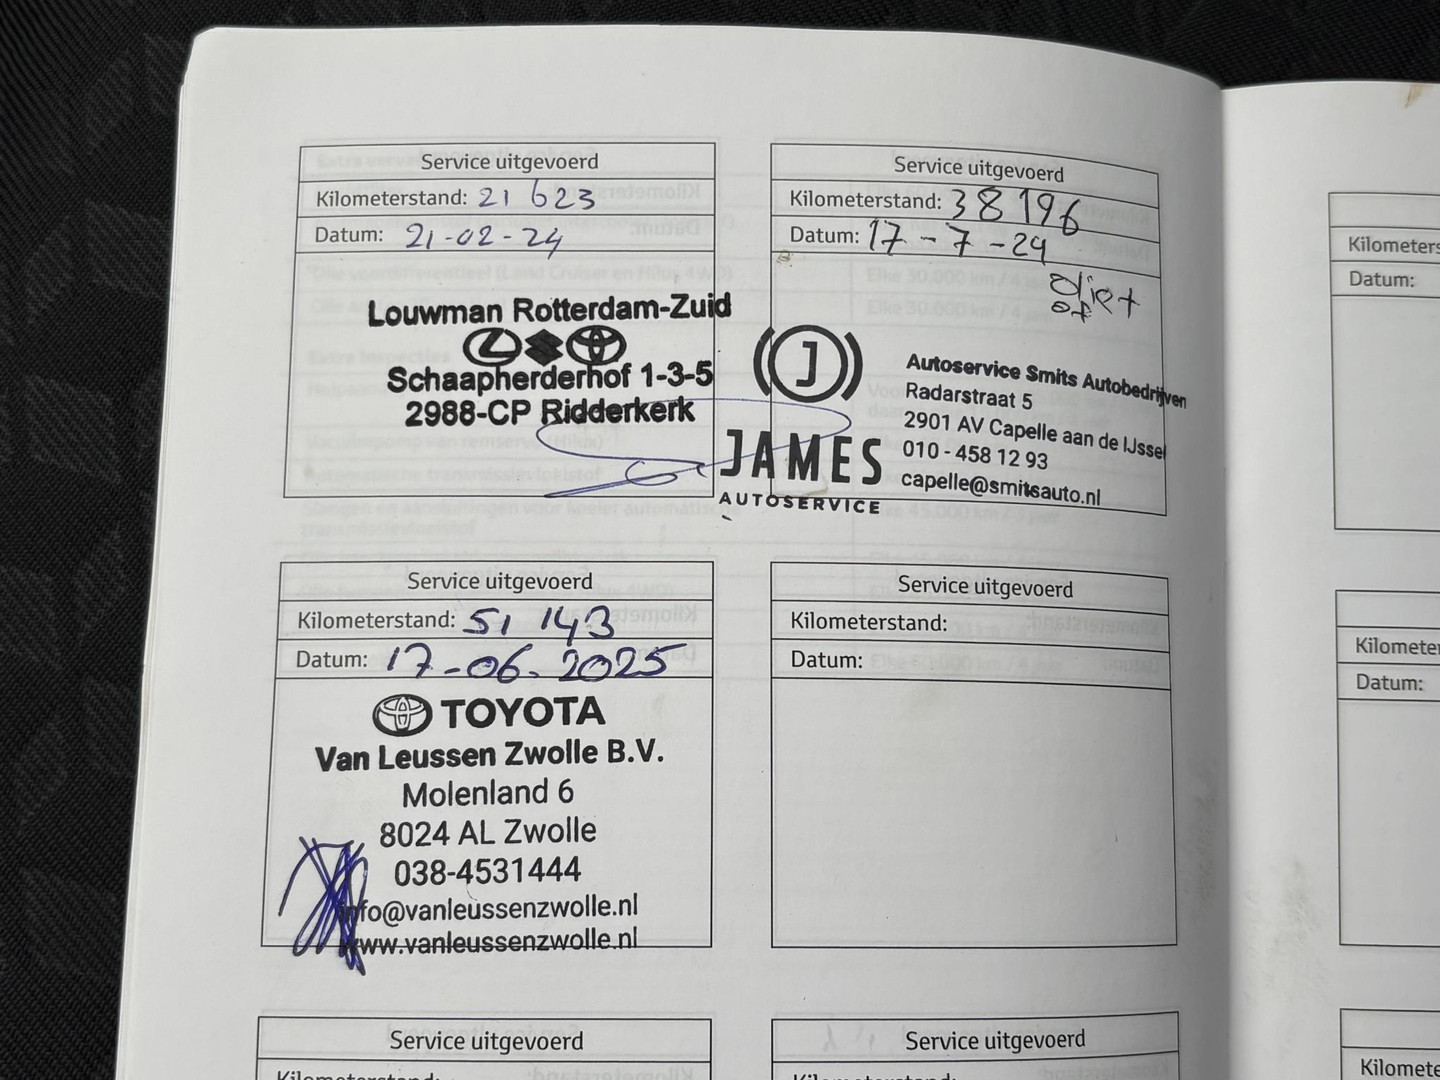 Service uitgevoerd
Kilometerstand: 21 623
Datum: 21-02-24
Louwman Rotterdam-Zuid
Schaapherderhof 1-3-5
2988-CP Ridderkerk
Service uitgevoerd
Kilometerstand: 38196
Datum: 17-7-24
J
JAMES
AUTOSERVICE
Autoservice Smits Autobedrijven
Radarstraat 5
2901 AV Capelle aan de IJssel
010 - 458 12 93
capelle@smitsauto.nl
Service uitgevoerd
Kilometerstand: 51 143
Datum: 17-06-2025
TOYOTA
Van Leussen Zwolle B.V.
Molenland 6
8024 AL Zwolle
038-4531444
info@vanleussenzwolle.nl
www.vanleussenzwolle.nl
Service uitgevoerd
Kilometerstand:
Datum:
Service uitgevoerd
Kilometerstand:
Service uitgevoerd
Kilometerstand:
Kilometers
Datum:
Kilometer
Datum:
Kilomete